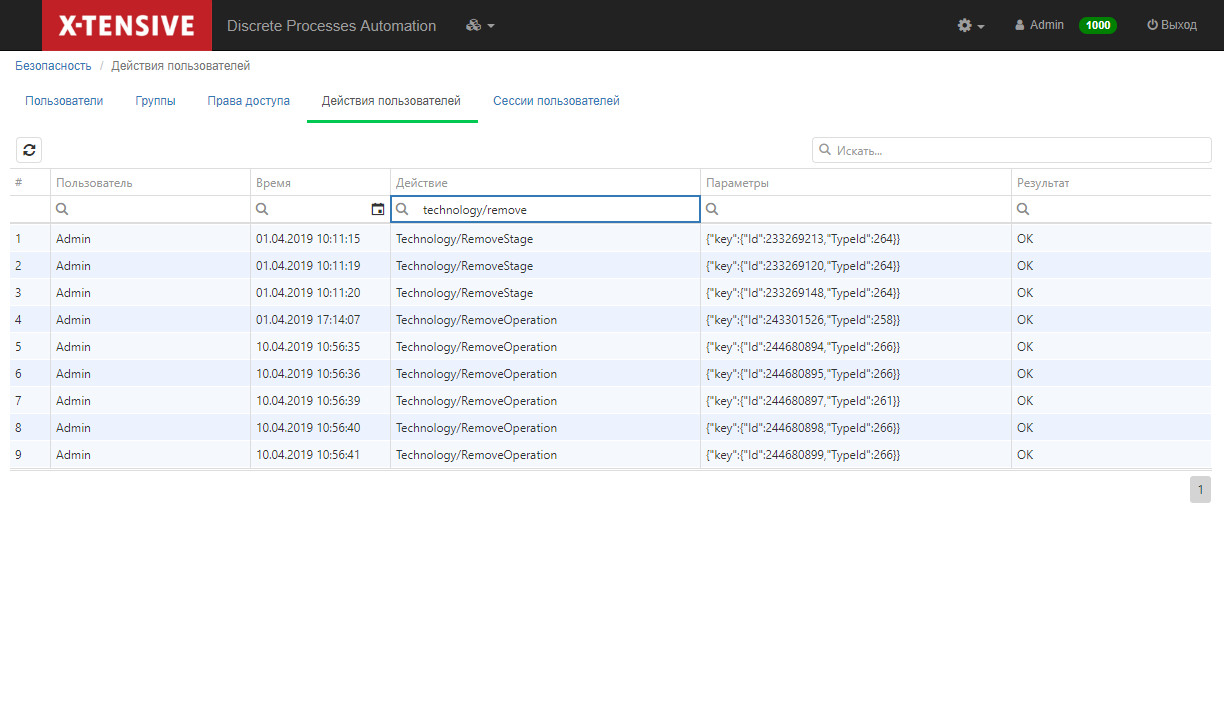 X-TENSIVE Discrete Processes Automation Admin 1000 Выход
Безопасность / Действия пользователей
Пользователи Группы Права доступа Действия пользователей Сессии пользователей
Искать...
# Пользователь Время Действие Параметры Результат
technology/remove
1 Admin 01.04.2019 10:11:15 Technology/RemoveStage {"key":{"Id":233269213,"TypeId":264}} OK
2 Admin 01.04.2019 10:11:19 Technology/RemoveStage {"key":{"Id":233269120,"TypeId":264}} OK
3 Admin 01.04.2019 10:11:20 Technology/RemoveStage {"key":{"Id":233269148,"TypeId":264}} OK
4 Admin 01.04.2019 17:14:07 Technology/RemoveOperation {"key":{"Id":243301526,"TypeId":258}} OK
5 Admin 10.04.2019 10:56:35 Technology/RemoveOperation {"key":{"Id":244680894,"TypeId":266}} OK
6 Admin 10.04.2019 10:56:36 Technology/RemoveOperation {"key":{"Id":244680895,"TypeId":266}} OK
7 Admin 10.04.2019 10:56:39 Technology/RemoveOperation {"key":{"Id":244680897,"TypeId":261}} OK
8 Admin 10.04.2019 10:56:40 Technology/RemoveOperation {"key":{"Id":244680898,"TypeId":266}} OK
9 Admin 10.04.2019 10:56:41 Technology/RemoveOperation {"key":{"Id":244680899,"TypeId":266}} OK
1